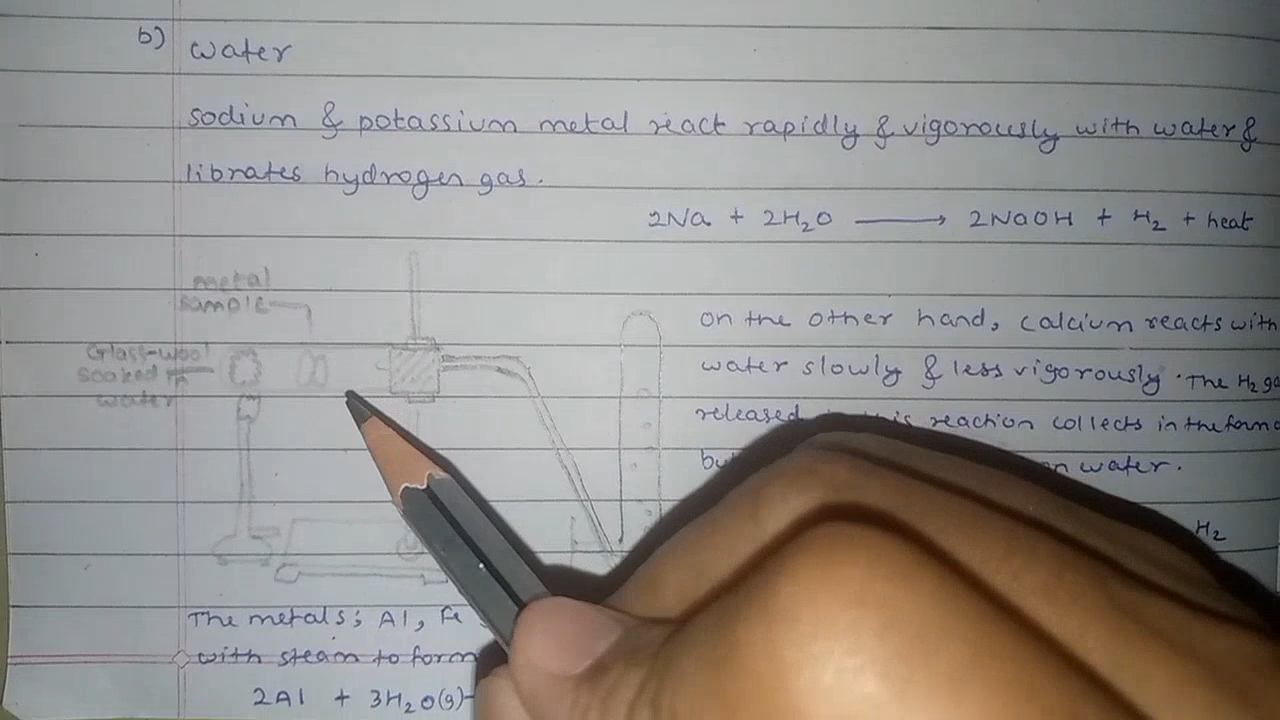 b) water
sodium & potassium metal react rapidly & vigorously with water &
librates hydrogen gas.
2Na + 2H₂O ⟶ 2NaOH + H₂ + heat
metal
sample
Glass-wool
soaked in
water
on the other hand, calcium reacts with
water slowly & less vigorously. The H₂
released is reaction collects in the form
water.
H₂
The metals; Al, Fe
with steam to form
2Al + 3H₂O(g)